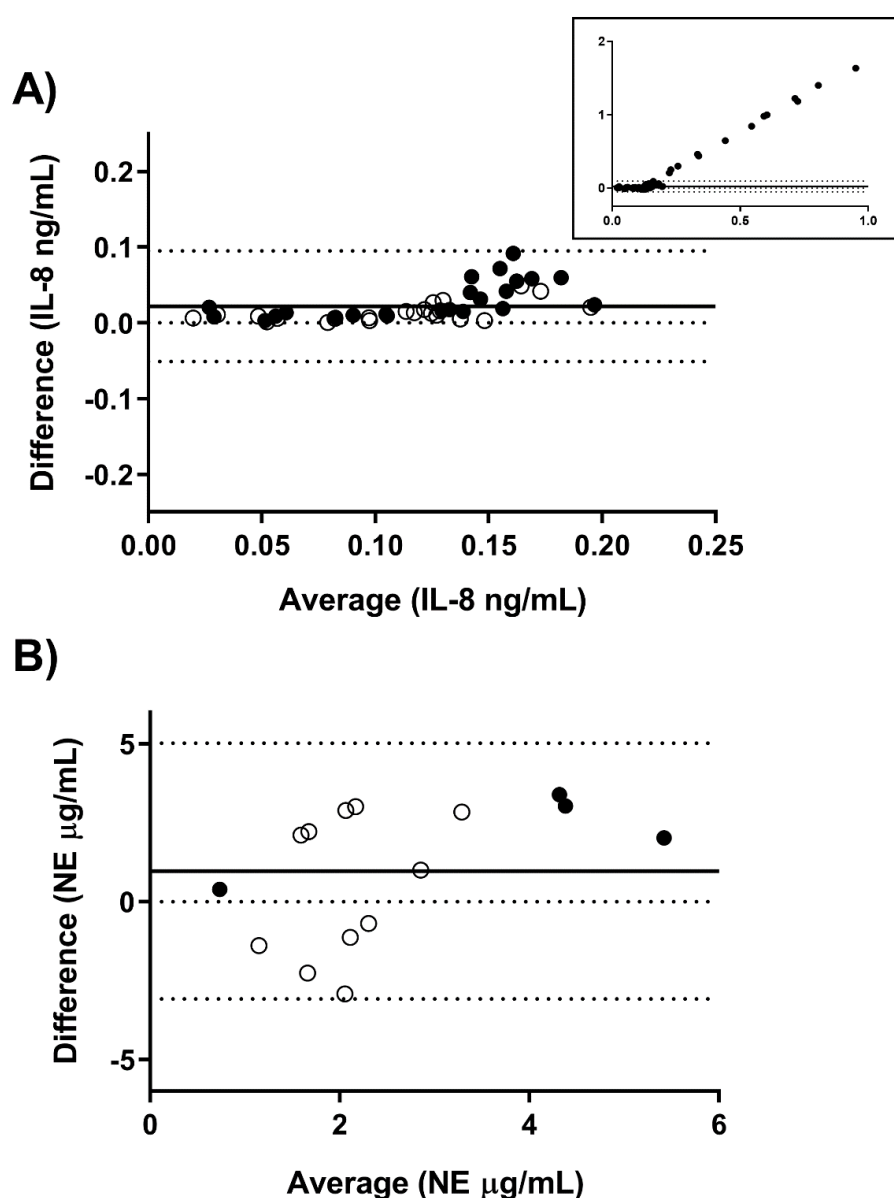 A)
2
1
0
0.0 0.5 1.0
0.2
0.1
0.0
-0.1
-0.2
Difference (IL-8 ng/mL)
0.00 0.05 0.10 0.15 0.20 0.25
Average (IL-8 ng/mL)
B)
5
0
-5
Difference (NE μg/mL)
0 2 4 6
Average (NE μg/mL)